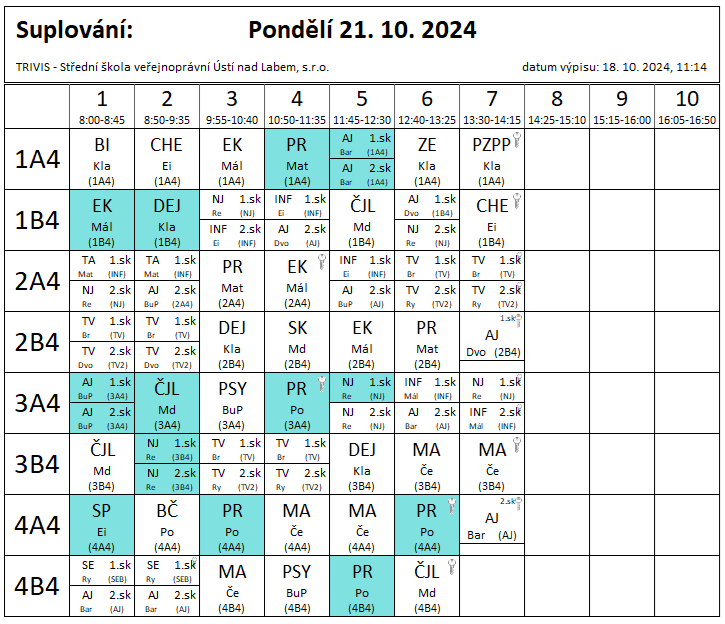 Suplování: Pondělí 21. 10. 2024
TRIVIS - Střední škola veřejnoprávní Ústí nad Labem, s.r.o. datum výpisu: 18. 10. 2024, 11:14
1 2 3 4 5 6 7 8 9 10
8:00-8:45 8:50-9:35 9:55-10:40 10:50-11:35 11:45-12:30 12:40-13:25 13:30-14:15 14:25-15:10 15:15-16:00 16:05-16:50
1A4
BI CHE EK PR AJ 1.sk ZE PZPP
Kla Ei Mál Mat Bar (1A4) Kla Kla
(1A4) (1A4) (1A4) (1A4) AJ 2.sk (1A4) (1A4)
Bar (1A4)
1B4
EK DEJ NJ 1.sk INF 1.sk ČJL AJ 1.sk CHE
Mál Kla Re (NJ) Ei (INF) Md Dvo (1B4) Ei
(1B4) (1B4) INF 2.sk AJ 2.sk (1B4) NJ 2.sk (1B4)
Ei (INF) Dvo (AJ) Re (NJ)
2A4
TA 1.sk TA 1.sk PR EK INF 1.sk TV 1.sk TV 1.sk
Mat (INF) Mat (INF) Mat Mál Ei (INF) Br (TV) Br (TV)
NJ 2.sk AJ 2.sk (2A4) (2A4) AJ 2.sk TV 2.sk TV 2.sk
Re (NJ) BuP (2A4) BuP (AJ) Ry (TV2) Ry (TV2)
2B4
TV 1.sk TV 1.sk DEJ SK EK PR 1.sk
Br (TV) Br (TV) Kla Md Mál Mat AJ
TV 2.sk TV 2.sk (2B4) (2B4) (2B4) (2B4) Dvo (2B4)
Dvo (TV2) Dvo (TV2)
3A4
AJ 1.sk ČJL PSY PR NJ 1.sk INF 1.sk NJ 1.sk
BuP (3A4) Md BuP Po Re (NJ) Mál (INF) Re (NJ)
AJ 2.sk (3A4) (3A4) (3A4) NJ 2.sk AJ 2.sk INF 2.sk
BuP (3A4) Re (NJ) Bar (AJ) Mál (INF)
3B4
ČJL NJ 1.sk TV 1.sk TV 1.sk DEJ MA MA
Md Re (3B4) Br (TV) Br (TV) Kla Če Če
(3B4) NJ 2.sk TV 2.sk TV 2.sk (3B4) (3B4) (3B4)
Re (3B4) Ry (TV2) Ry (TV2)
4A4
SP BČ PR MA MA PR 2.sk
Ei Po Po Če Če Po AJ
(4A4) (4A4) (4A4) (4A4) (4A4) (4A4) Bar (AJ)
4B4
SE 1.sk SE 1.sk MA PSY PR ČJL
Ry (SEB) Ry (SEB) Če BuP Po Md
AJ 2.sk AJ 2.sk (4B4) (4B4) (4B4) (4B4)
Bar (AJ) Bar (AJ)